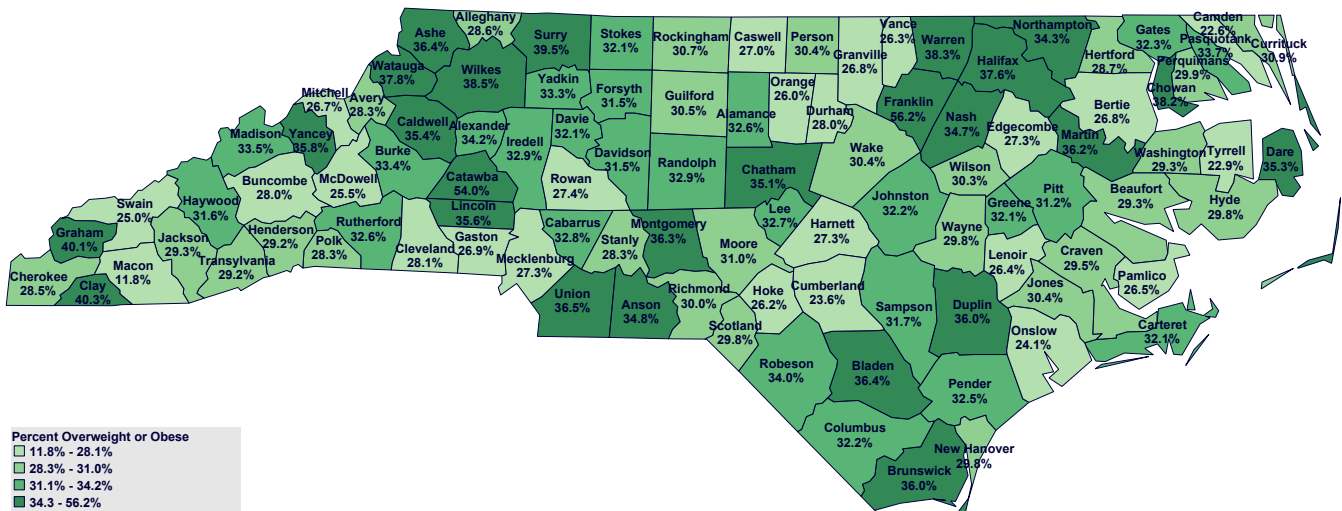 Alleghany
28.6%
Ashe
36.4%
Surry
39.5%
Stokes
32.1%
Rockingham
30.7%
Caswell
27.0%
Person
30.4%
Granville
26.8%
Vance
26.3%
Warren
38.3%
Northampton
34.3%
Gates
32.3%
Camden
22.6%
Pasquotank
33.7%
Currituck
30.9%
Hertford
28.7%
Perquimans
29.9%
Chowan
38.2%
Halifax
37.6%
Watauga
37.8%
Wilkes
38.5%
Yadkin
33.3%
Forsyth
31.5%
Guilford
30.5%
Alamance
32.6%
Orange
26.0%
Durham
28.0%
Franklin
56.2%
Nash
34.7%
Edgecombe
27.3%
Bertie
26.8%
Martin
36.2%
Washington
29.3%
Tyrrell
22.9%
Dare
35.3%
Mitchell
26.7%
Avery
28.3%
Madison
33.5%
Yancey
35.8%
Caldwell
35.4%
Alexander
34.2%
Iredell
32.9%
Davie
32.1%
Davidson
31.5%
Randolph
32.9%
Chatham
35.1%
Wake
30.4%
Wilson
30.3%
Pitt
31.2%
Beaufort
29.3%
Hyde
29.8%
Burke
33.4%
McDowell
25.5%
Buncombe
28.0%
Haywood
31.6%
Swain
25.0%
Graham
40.1%
Catawba
54.0%
Rowan
27.4%
Lincoln
35.6%
Johnston
32.2%
Greene
32.1%
Lee
32.7%
Harnett
27.3%
Wayne
29.8%
Lenoir
26.4%
Craven
29.5%
Pamlico
26.5%
Jones
30.4%
Cherokee
28.5%
Clay
40.3%
Macon
11.8%
Jackson
29.3%
Transylvania
29.2%
Henderson
29.2%
Polk
28.3%
Rutherford
32.6%
Cleveland
28.1%
Gaston
26.9%
Mecklenburg
27.3%
Cabarrus
32.8%
Stanly
28.3%
Montgomery
36.3%
Moore
31.0%
Union
36.5%
Anson
34.8%
Richmond
30.0%
Scotland
29.8%
Hoke
26.2%
Cumberland
23.6%
Sampson
31.7%
Duplin
36.0%
Onslow
24.1%
Carteret
32.1%
Robeson
34.0%
Bladen
36.4%
Pender
32.5%
Columbus
32.2%
New Hanover
29.8%
Brunswick
36.0%
Percent Overweight or Obese
11.8% - 28.1%
28.3% - 31.0%
31.1% - 34.2%
34.3 - 56.2%